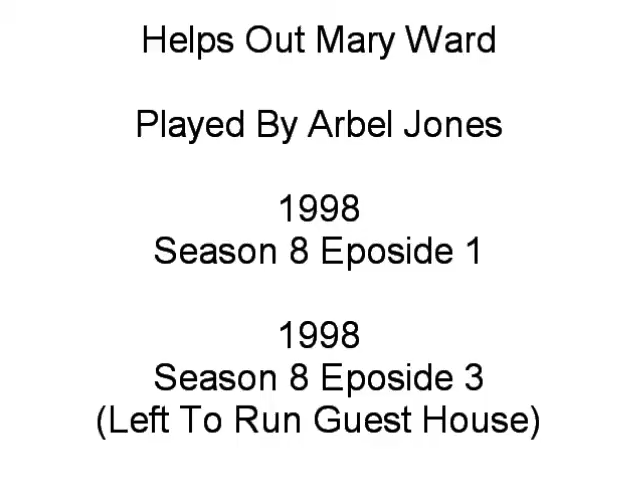 Helps Out Mary Ward
Played By Arbel Jones
1998
Season 8 Eposide 1
1998
Season 8 Eposide 3
(Left To Run Guest House)